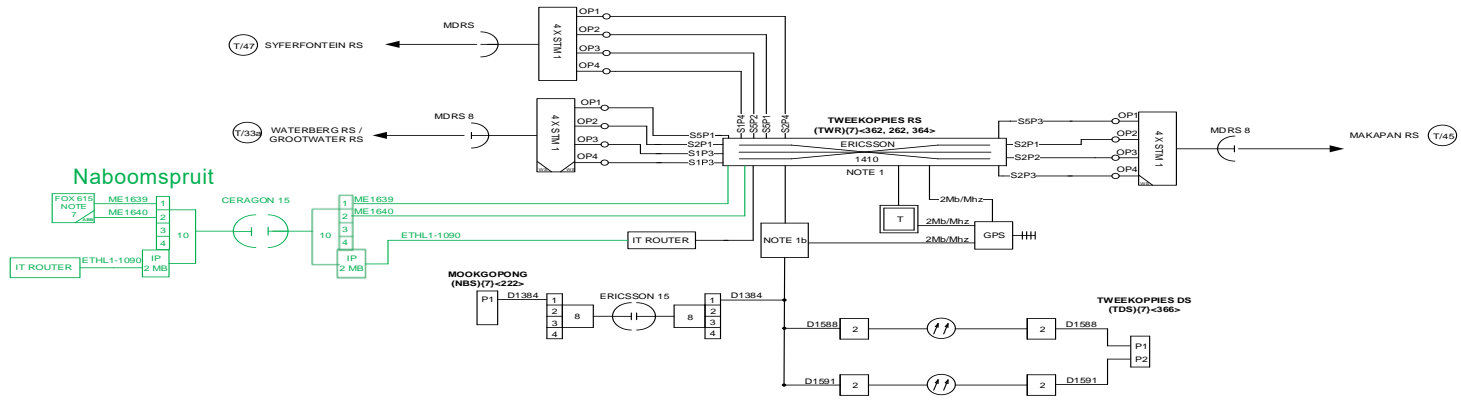 MDRS
T/47
SYFERFONTEIN RS
4 X STM 1
OP1
OP2
OP3
OP4
S1P4
S5P2
S5P1
S2P4
T/33a
WATERBERG RS /
GROOTWATER RS
MDRS 8
4 X STM 1
OP1
OP2
OP3
OP4
S5P1
S2P1
S1P3
S1P3
TWEEKOPPIES RS
(TWR){7}<362, 262, 364>
ERICSSON
1410
NOTE 1
S5P3
S2P1
S2P2
S2P3
OP1
OP2
OP3
OP4
4 X STM 1
MDRS 8
MAKAPAN RS
T/45
Naboomspruit
FOX 615
NOTE
7
ME1639
ME1640
1
2
3
4
10
IP
2 MB
IT ROUTER
ETHL1-1090
CERAGON 15
10
1
2
3
4
IP
2 MB
ME1639
ME1640
ETHL1-1090
IT ROUTER
NOTE 1b
T
2Mb/Mhz
2Mb/Mhz
2Mb/Mhz
GPS
MOOKGOPONG
(NBS){7}<222>
P1
D1384
1
2
3
4
8
ERICSSON 15
8
1
2
3
4
D1384
TWEEKOPPIES DS
(TDS){7}<366>
D1588
2
2
D1588
P1
P2
D1591
2
2
D1591